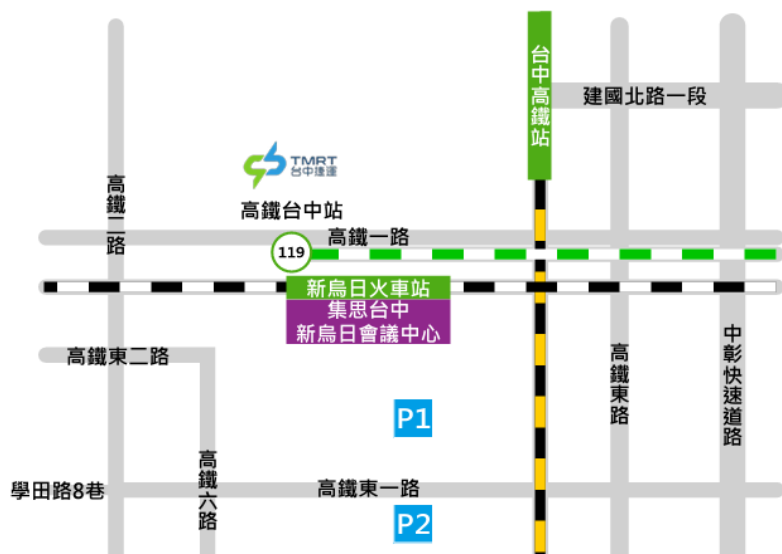 台中高鐵站
建國北路一段
TMRT
台中捷運
高鐵二路
高鐵台中站
高鐵一路
119
新烏日火車站
集思台中
新烏日會議中心
高鐵東二路
高鐵東路
中彰快速道路
P1
學田路8巷
高鐵六路
高鐵東一路
P2